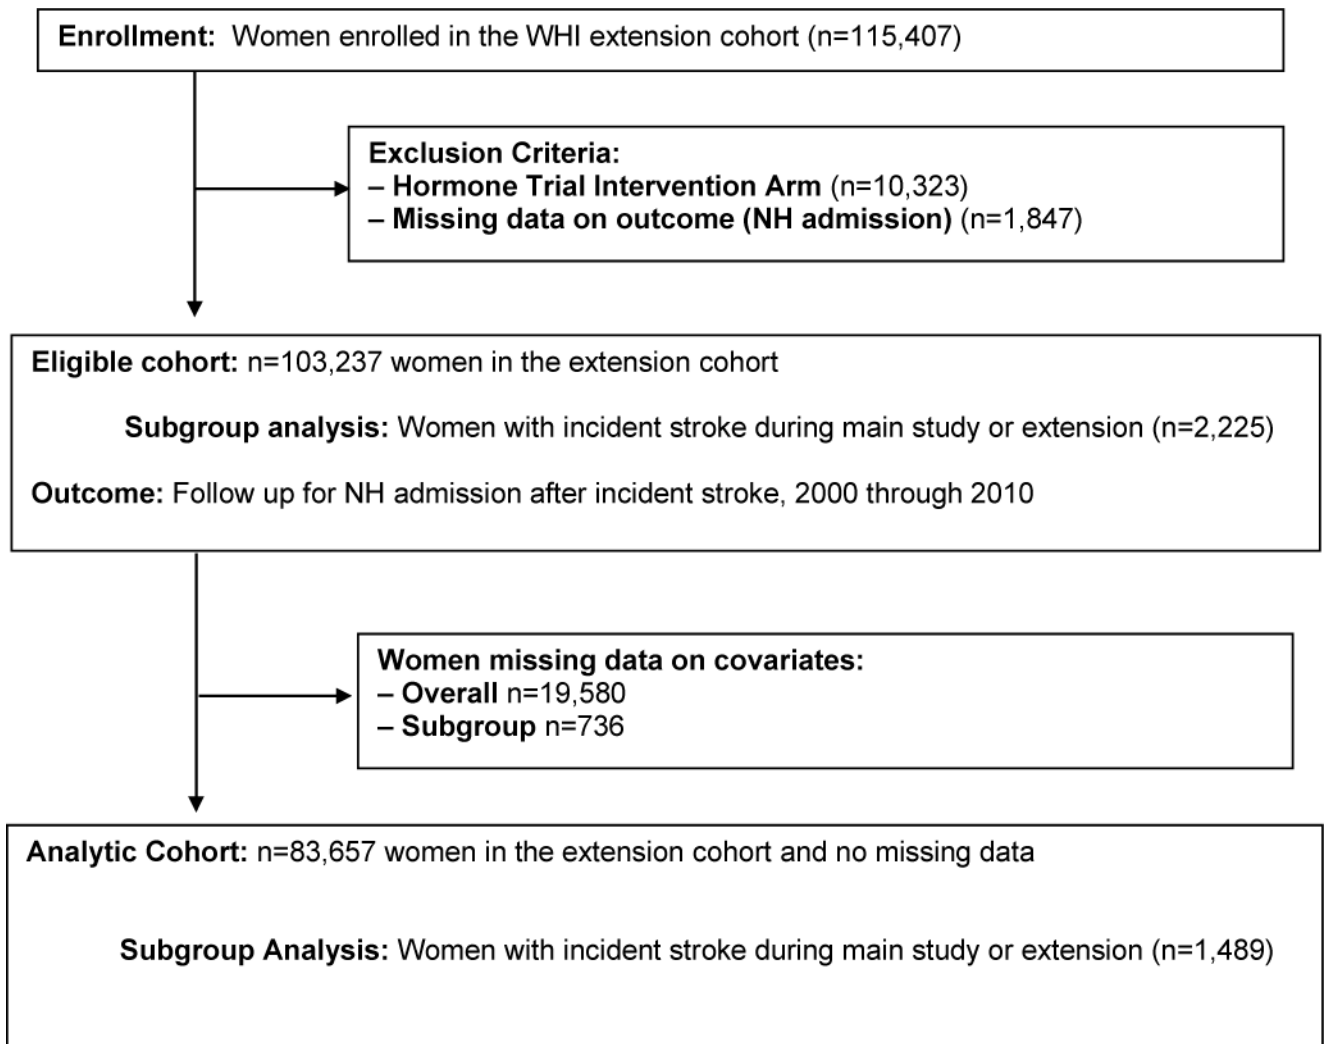 Enrollment: Women enrolled in the WHI extension cohort (n=115,407)
Exclusion Criteria:
– Hormone Trial Intervention Arm (n=10,323)
– Missing data on outcome (NH admission) (n=1,847)
Eligible cohort: n=103,237 women in the extension cohort
Subgroup analysis: Women with incident stroke during main study or extension (n=2,225)
Outcome: Follow up for NH admission after incident stroke, 2000 through 2010
Women missing data on covariates:
– Overall n=19,580
– Subgroup n=736
Analytic Cohort: n=83,657 women in the extension cohort and no missing data
Subgroup Analysis: Women with incident stroke during main study or extension (n=1,489)